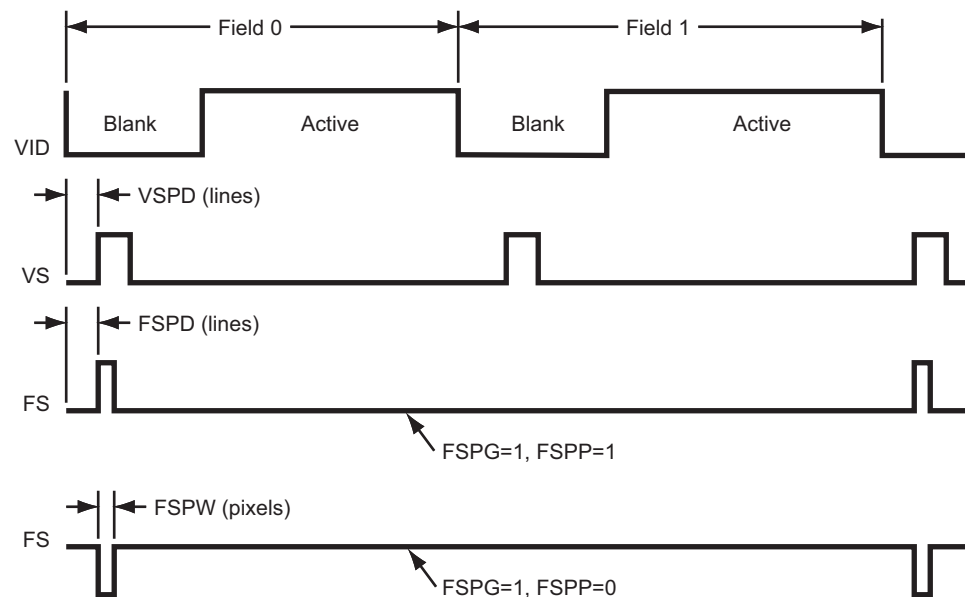 Field 0 Field 1
Blank Active Blank Active
VID
VSPD (lines)
VS
FSPD (lines)
FS
FSPG=1, FSPP=1
FSPW (pixels)
FS
FSPG=1, FSPP=0